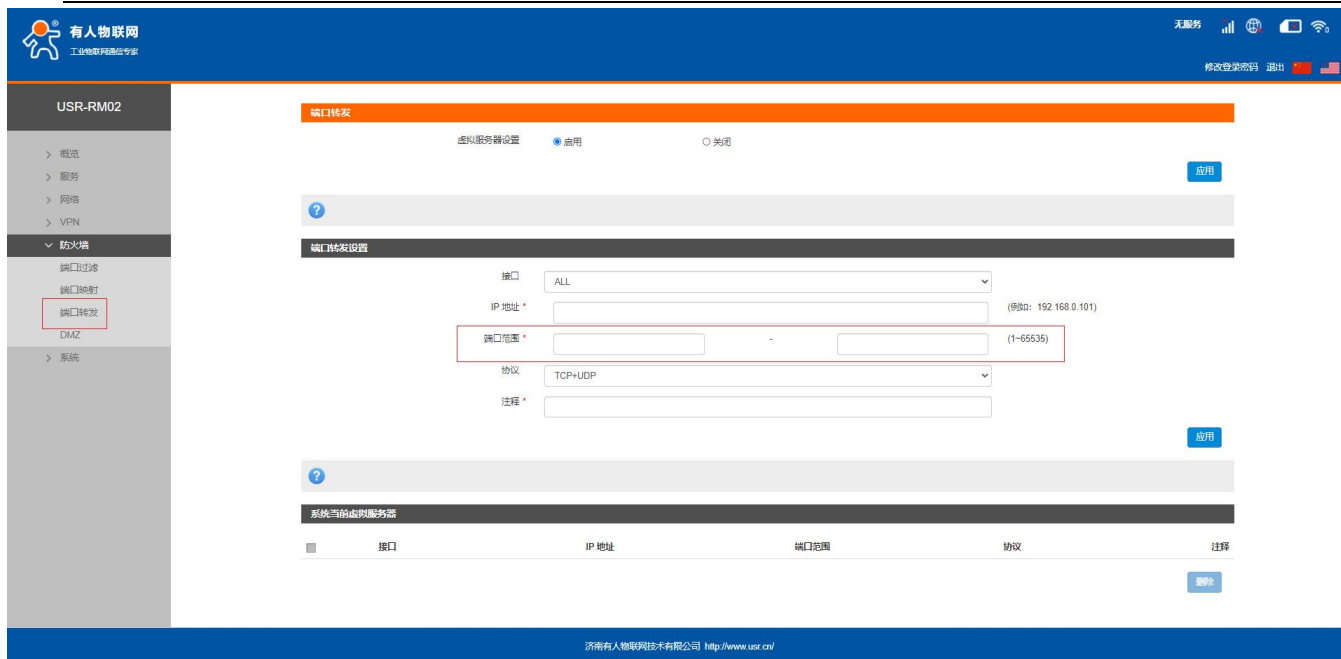 有人物联网
工业物联网通信专家
无服务
修改登录密码 退出
USR-RM02
概览
服务
网络
VPN
防火墙
端口过滤
端口映射
端口转发
DMZ
系统
端口转发
虚拟服务器设置 启用 关闭
应用
端口转发设置
接口 ALL
IP 地址 * (例如: 192.168.0.101)
端口范围 * - (1~65535)
协议 TCP+UDP
注释 *
应用
系统当前虚拟服务器
接口 IP 地址 端口范围 协议 注释
删除
济南有人物联网技术有限公司 http://www.usr.cn/